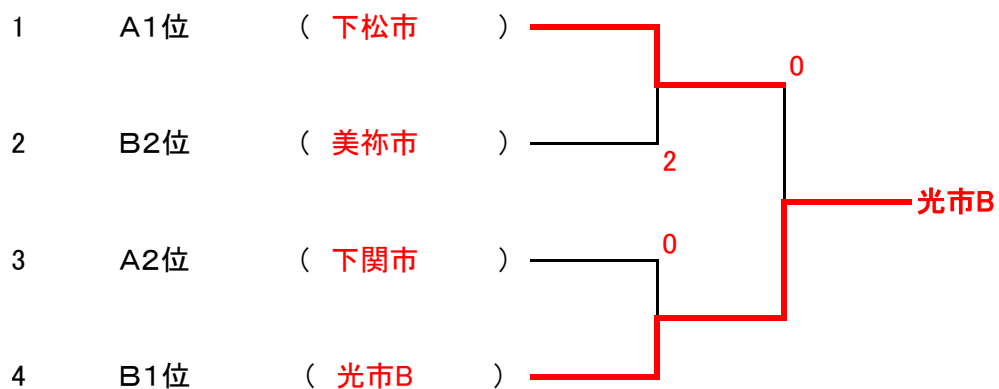 1 A1位 ( 下松市 )
0
2 B2位 ( 美祢市 )
2
光市B
3 A2位 ( 下関市 )
0
4 B1位 ( 光市B )